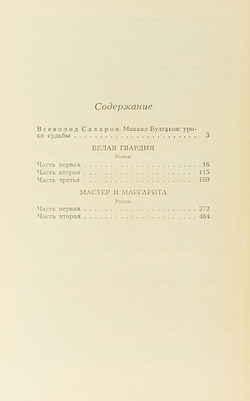 Содержание
Всеволод Сахаров. Михаил Булгаков: уро-
ки судьбы . . . . . . . . . . . . . . . . . . . . . . 3
БЕЛАЯ ГВАРДИЯ
Роман
Часть первая . . . . . . . . . . . . . . . . . . . . . . 16
Часть вторая . . . . . . . . . . . . . . . . . . . . . . 115
Часть третья . . . . . . . . . . . . . . . . . . . . . . 169
МАСТЕР И МАРГАРИТА
Роман
Часть первая . . . . . . . . . . . . . . . . . . . . . . 272
Часть вторая . . . . . . . . . . . . . . . . . . . . . . 484